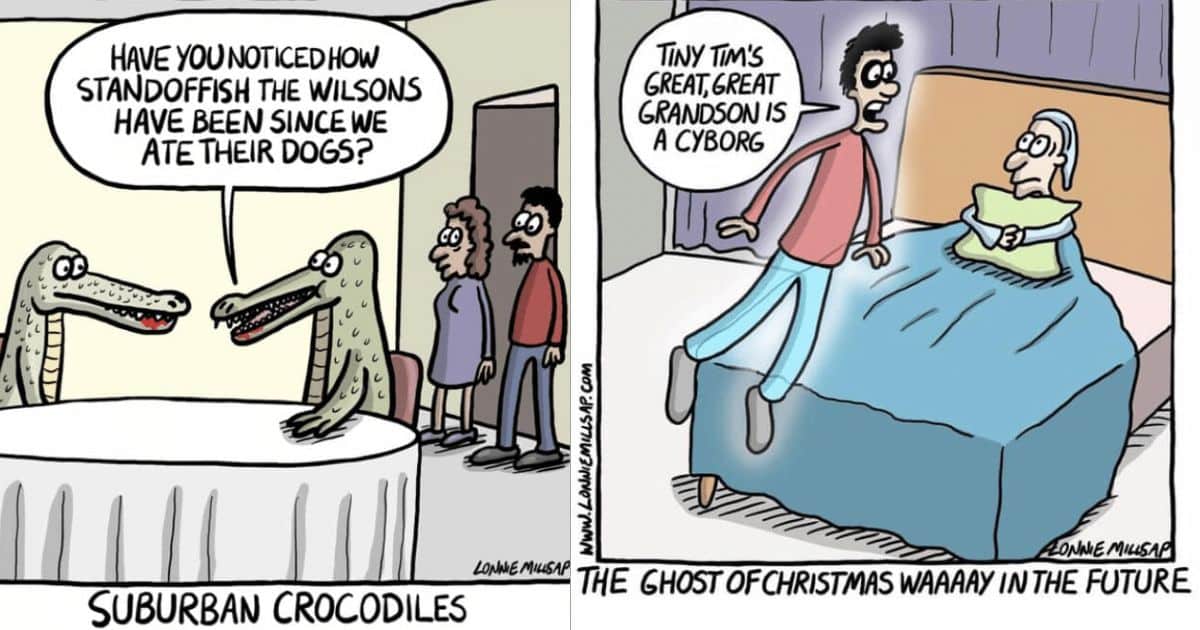 HAVE YOU NOTICED HOW
STANDOFFISH THE WILSONS
HAVE BEEN SINCE WE
ATE THEIR DOGS?
LONNIE MILLSAP
SUBURBAN CROCODILES
TINY TIM'S
GREAT, GREAT
GRANDSON IS
A CYBORG
WWW.LONNIEMILLSAP.COM
LONNIE MILLSAP
THE GHOST OF CHRISTMAS WAAAAY IN THE FUTURE